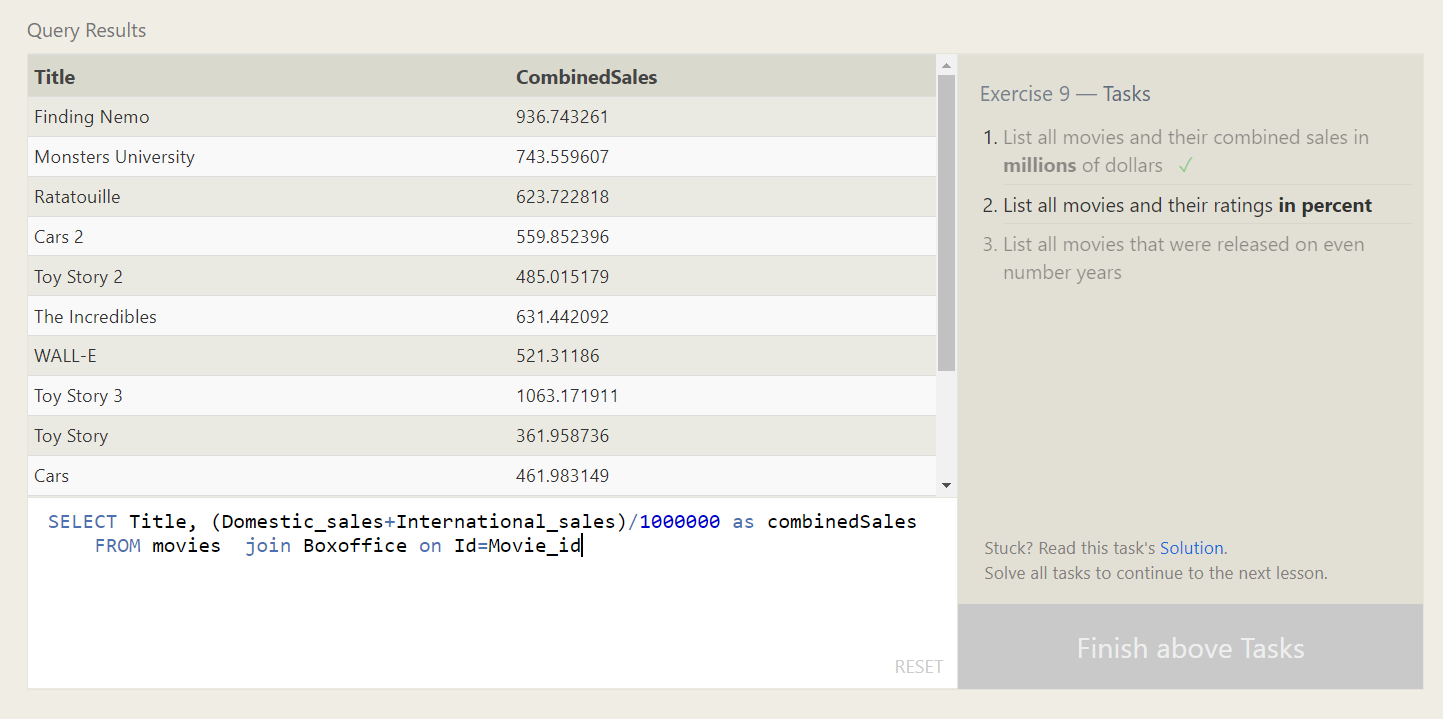 Query Results
Title CombinedSales
Finding Nemo 936.743261
Monsters University 743.559607
Ratatouille 623.722818
Cars 2 559.852396
Toy Story 2 485.015179
The Incredibles 631.442092
WALL-E 521.31186
Toy Story 3 1063.171911
Toy Story 361.958736
Cars 461.983149
SELECT Title, (Domestic_sales+International_sales)/1000000 as combinedSales
FROM movies  join Boxoffice on Id=Movie_id
RESET
Exercise 9 — Tasks
1. List all movies and their combined sales in
millions of dollars ✓
2. List all movies and their ratings in percent
3. List all movies that were released on even
number years
Stuck? Read this task's Solution.
Solve all tasks to continue to the next lesson.
Finish above Tasks